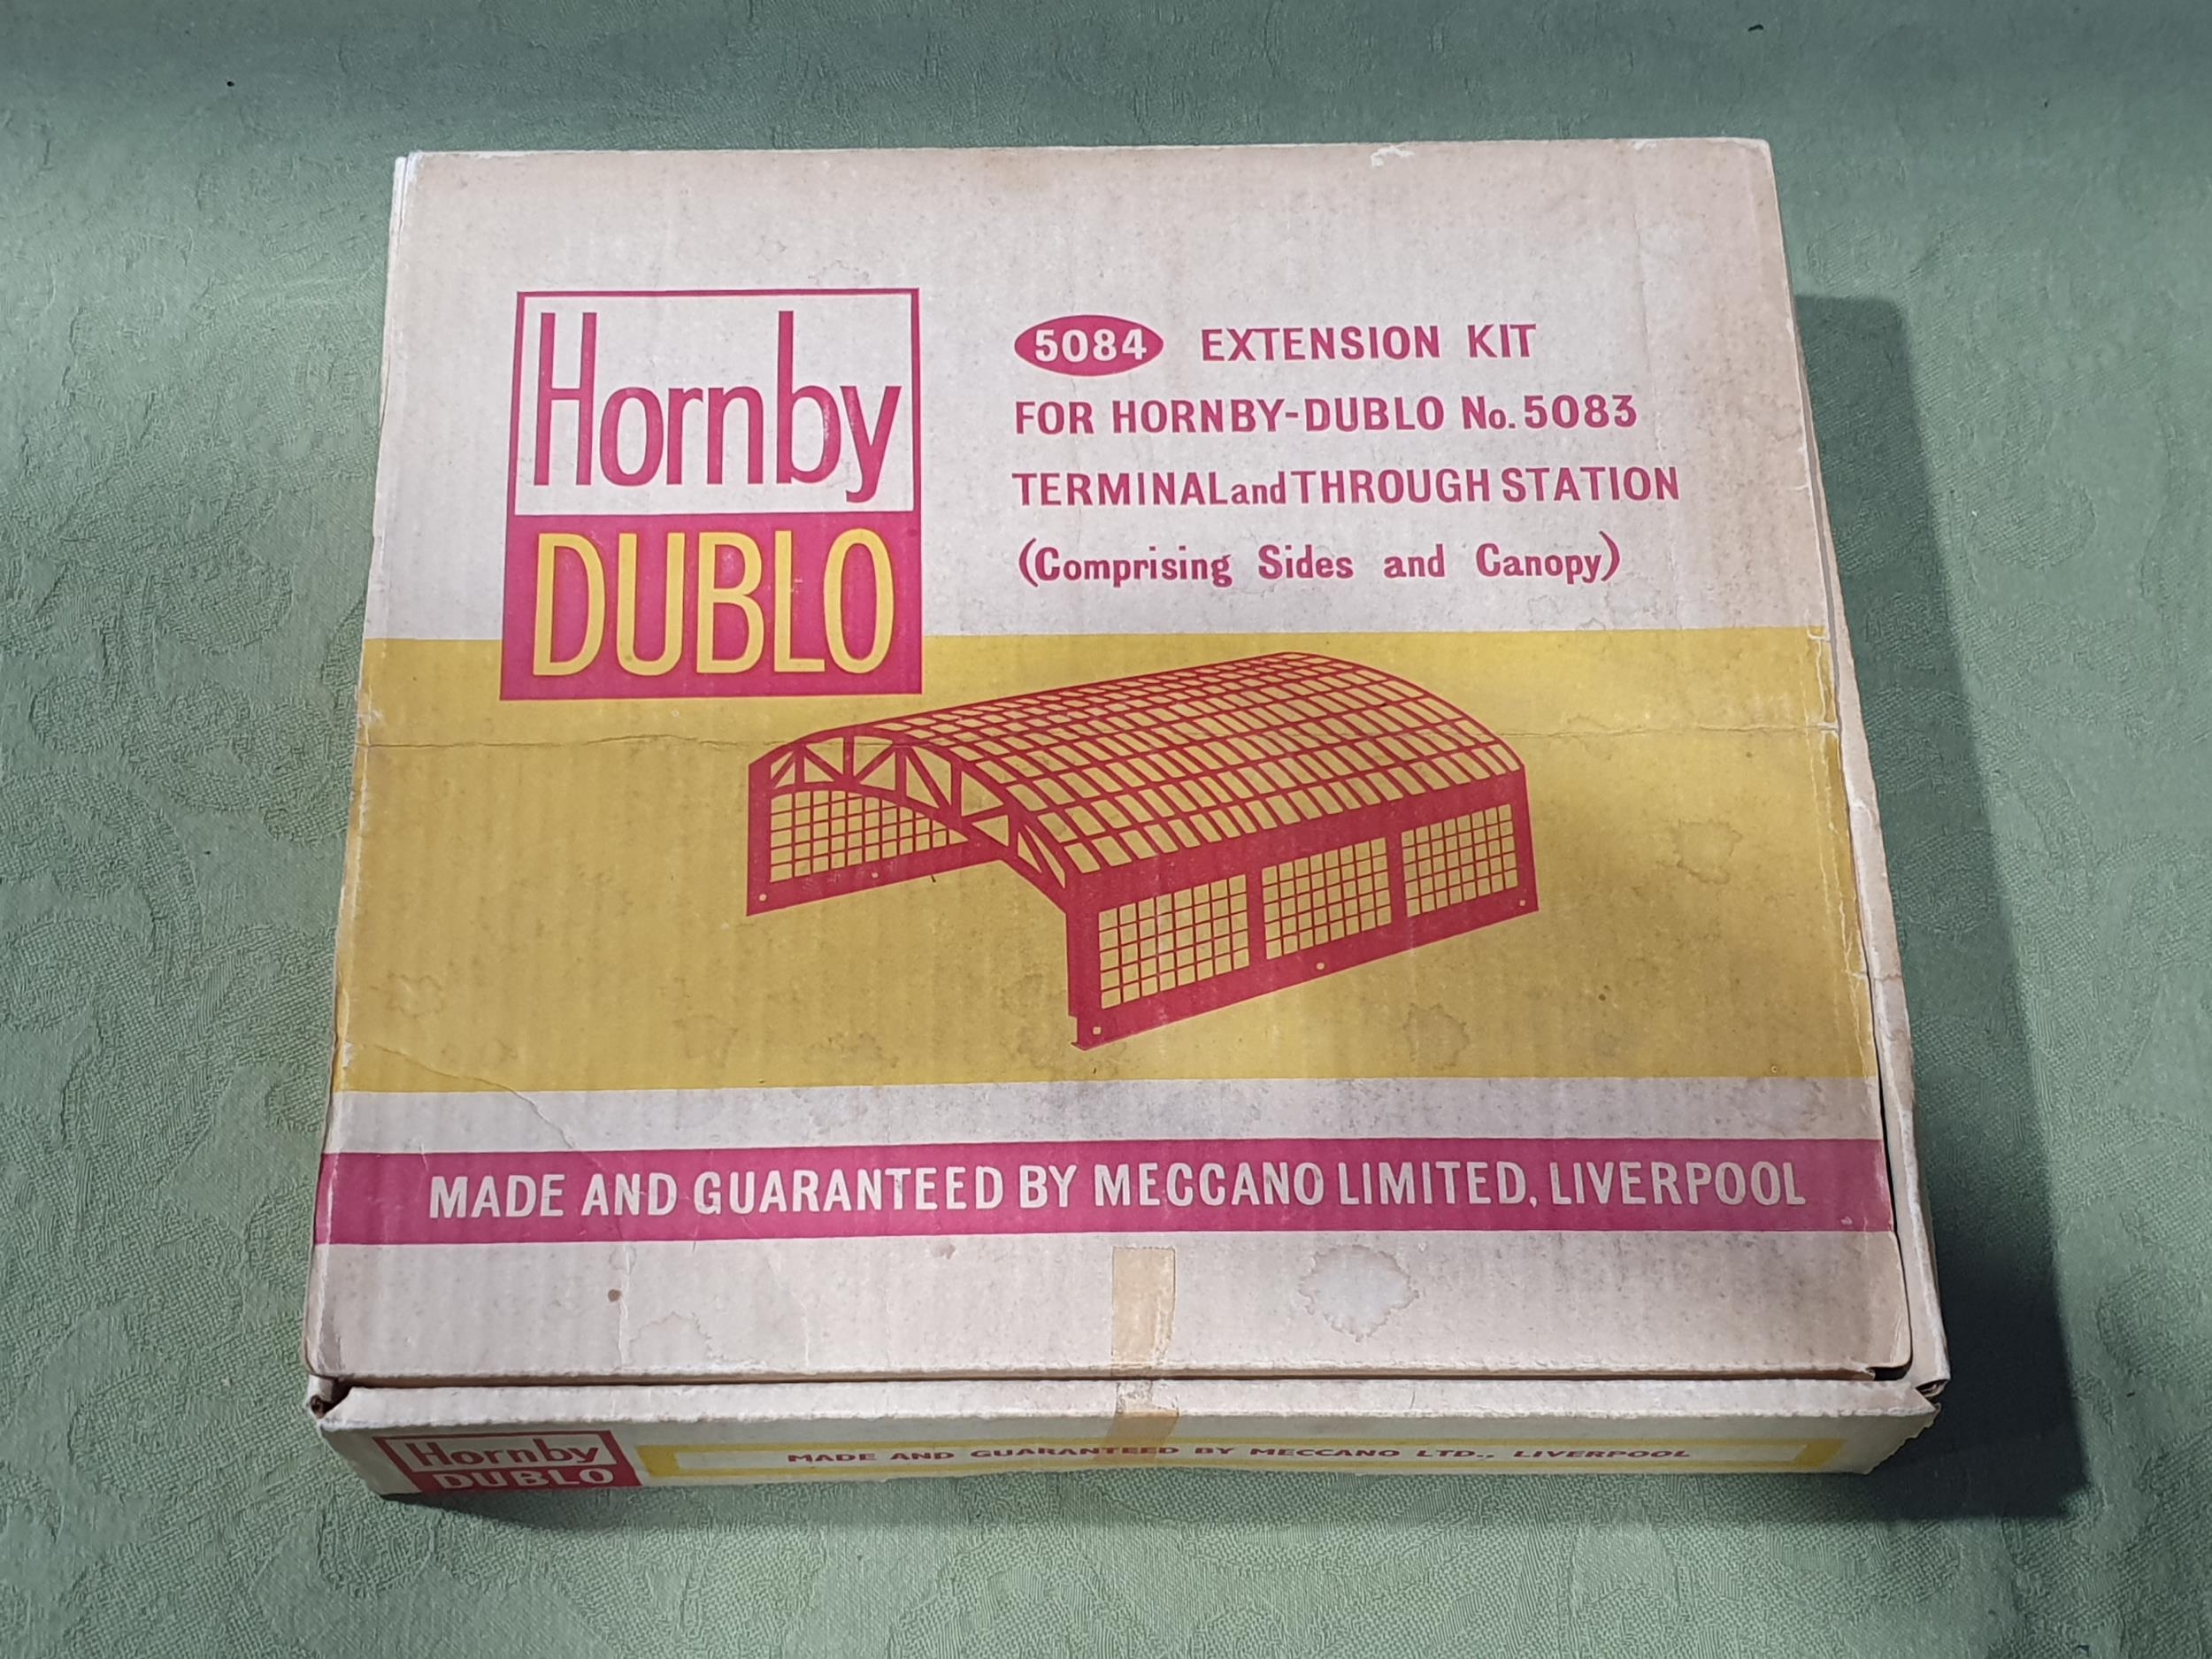 Hornby
DUBLO
5084 EXTENSION KIT
FOR HORNBY-DUBLO No. 5083
TERMINAL and THROUGH STATION
(Comprising Sides and Canopy)
MADE AND GUARANTEED BY MECCANO LIMITED, LIVERPOOL
Hornby
DUBLO
MADE AND GUARANTEED BY MECCANO LTD., LIVERPOOL